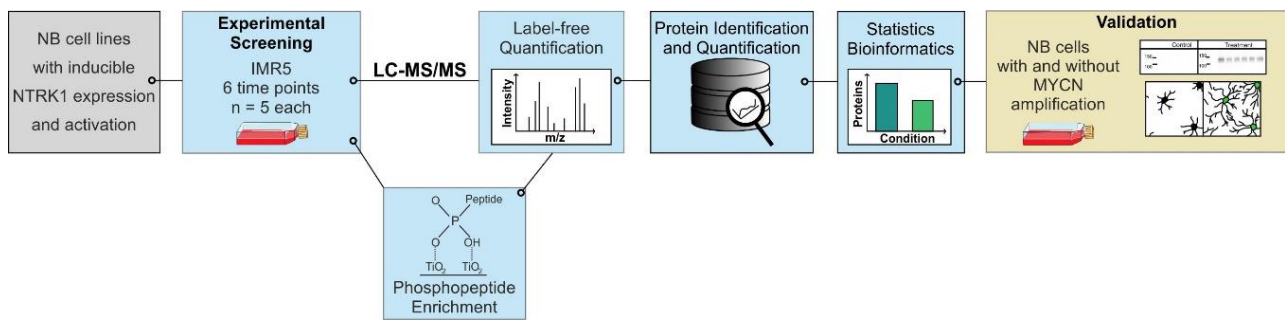 NB cell lines
with inducible
NTRK1 expression
and activation
Experimental
Screening
IMR5
6 time points
n = 5 each
LC-MS/MS
Label-free
Quantification
Intensity
m/z
Protein Identification
and Quantification
Statistics
Bioinformatics
Proteins
Condition
Validation
NB cells
with and without
MYCN
amplification
Control
Treatment
O
Peptide
P
O
OH
TiO2
TiO2
Phosphopeptide
Enrichment